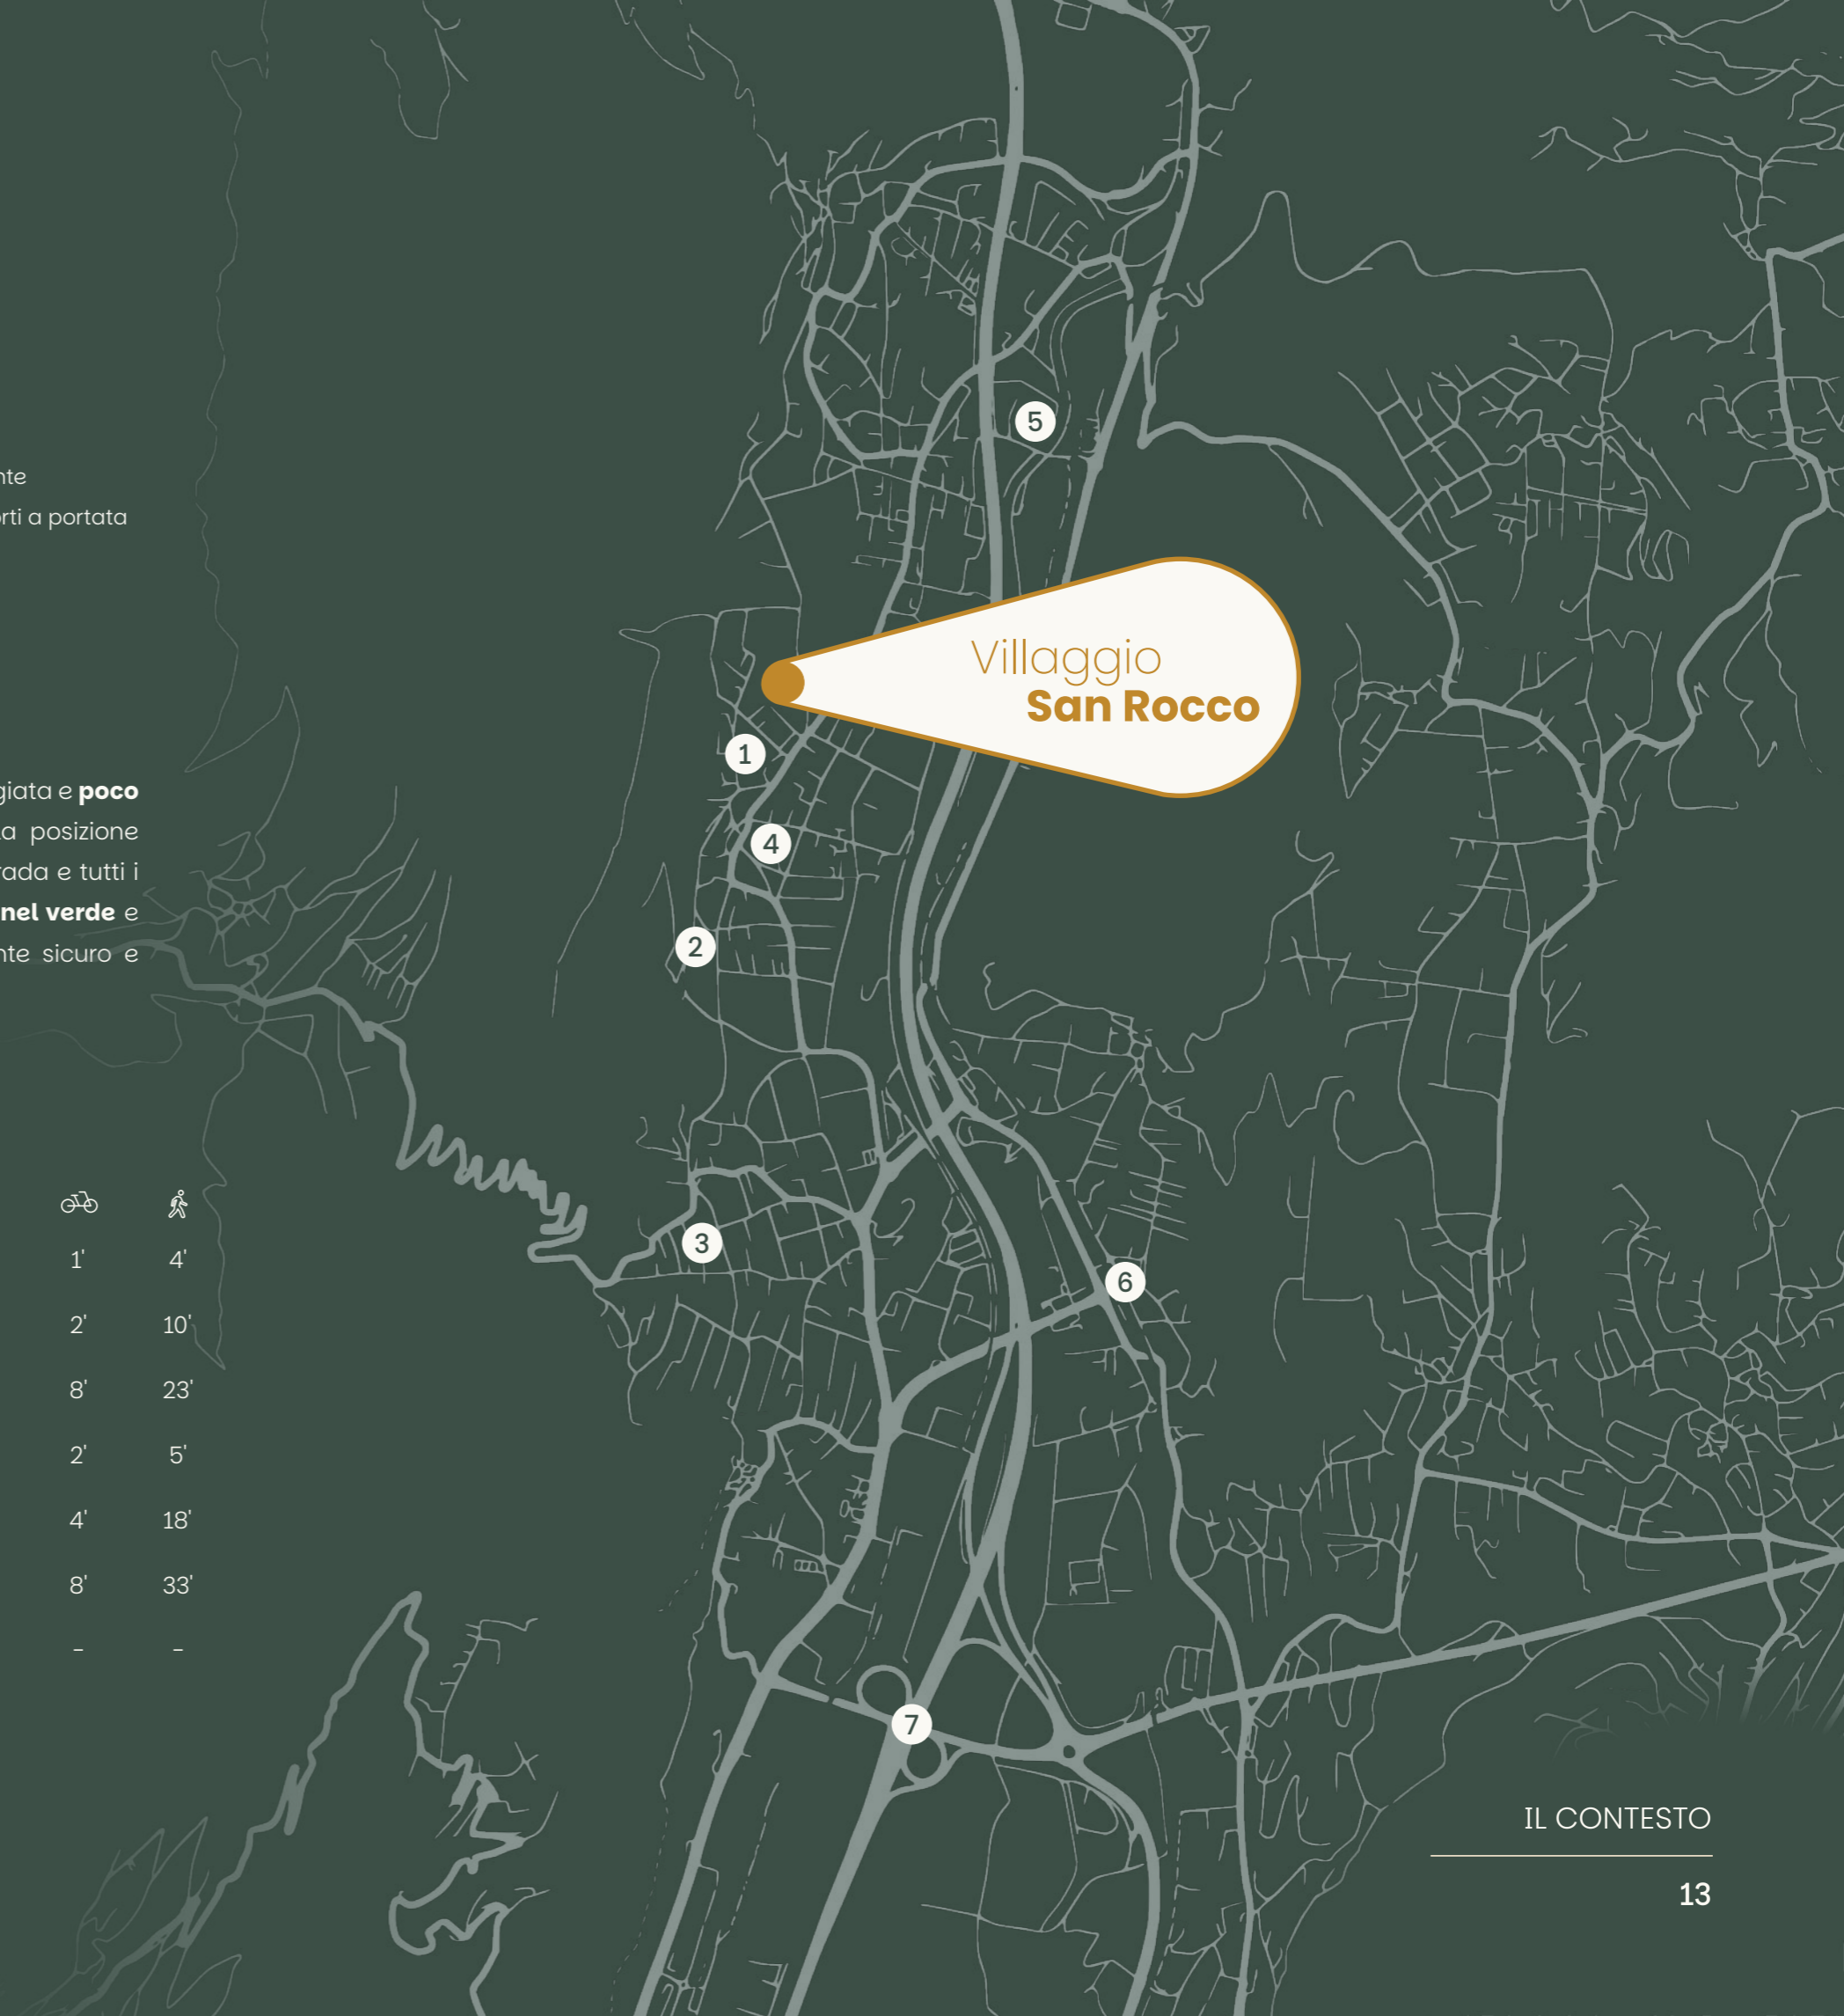 nte
rti a portata
giata e poco
a posizione
rada e tutti i
nel verde e
nte sicuro e
1' 4'
2' 10'
8' 23'
2' 5'
4' 18'
8' 33'
- -
5
Villaggio
San Rocco
1
4
2
3
6
7
IL CONTESTO
13